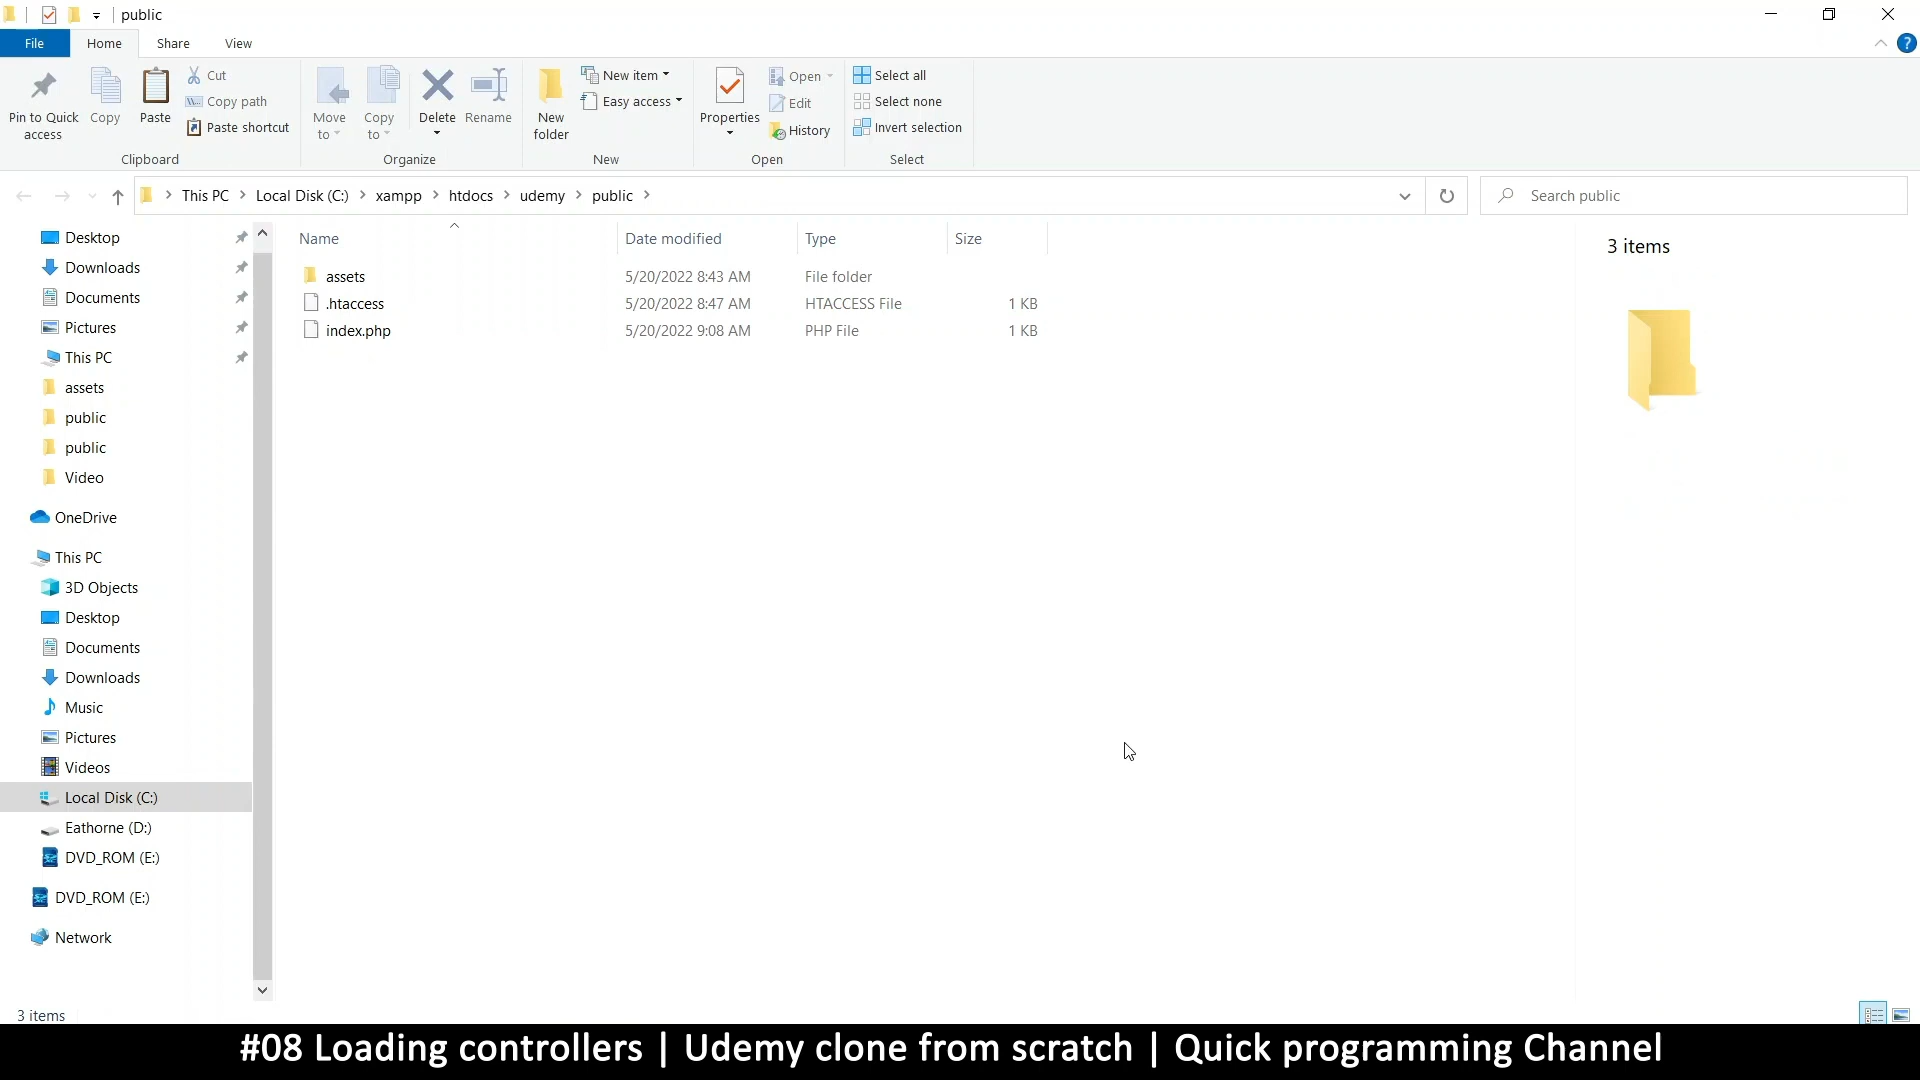 public
File Home Share View
?
Pin to Quick access
Copy
Paste
Cut
Copy path
Paste shortcut
Clipboard
Move to
Copy to
Delete
Rename
Organize
New folder
New item
Easy access
New
Properties
Open
Edit
History
Open
Select all
Select none
Invert selection
Select
This PC > Local Disk (C:) > xampp > htdocs > udemy > public >
Search public
Desktop
Downloads
Documents
Pictures
This PC
assets
public
public
Video
OneDrive
This PC
3D Objects
Desktop
Documents
Downloads
Music
Pictures
Videos
Local Disk (C:)
Eathorne (D:)
DVD_ROM (E:)
DVD_ROM (E:)
Network
Name Date modified Type Size
assets 5/20/2022 8:43 AM File folder
.htaccess 5/20/2022 8:47 AM HTACCESS File 1 KB
index.php 5/20/2022 9:08 AM PHP File 1 KB
3 items
3 items
#08 Loading controllers | Udemy clone from scratch | Quick programming Channel